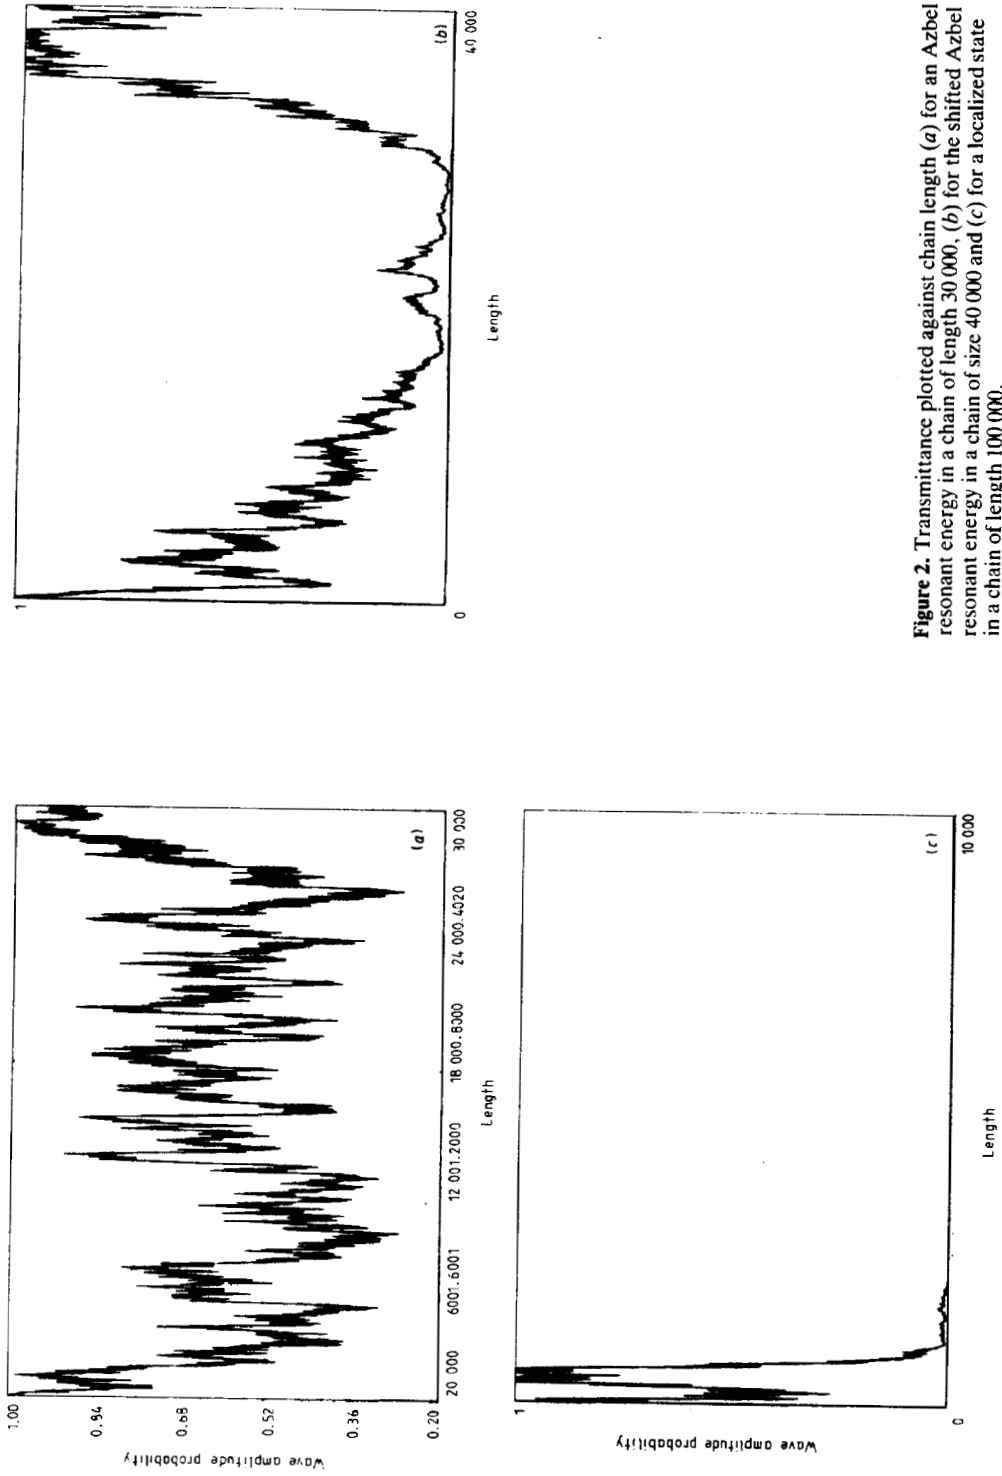 1.00
0.84
0.68
0.52
0.36
0.20
Wave amplitude probability
20 000
6001.6001
12 001.2000
18 000.8300
24 000.4020
30 000
Length
(a)
1
0
40 000
Length
(b)
1
0
Wave amplitude probability
10 000
Length
(c)
Figure 2. Transmittance plotted against chain length (a) for an Azbel
resonant energy in a chain of length 30 000, (b) for the shifted Azbel
resonant energy in a chain of size 40 000 and (c) for a localized state
in a chain of length 100 000.